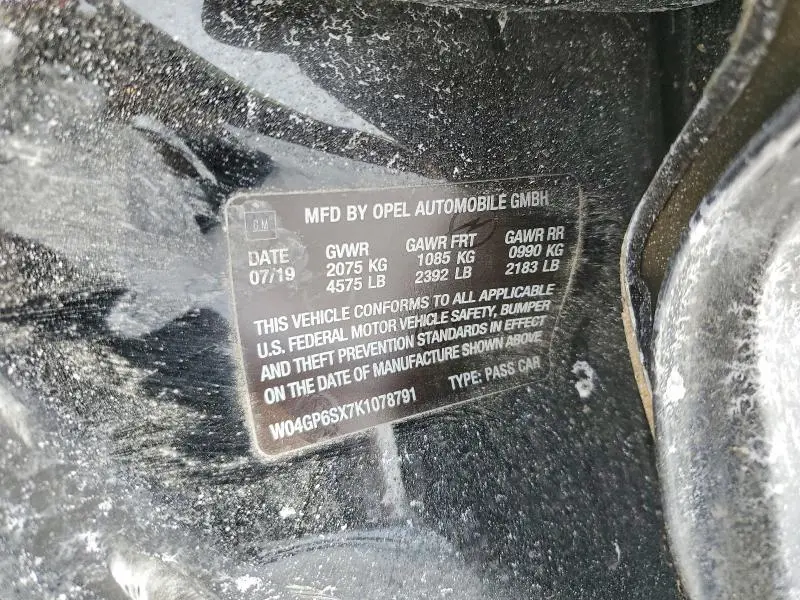 GM
MFD BY OPEL AUTOMOBILE GMBH
DATE GVWR GAWR FRT GAWR RR
07/19 2075 KG 1085 KG 0990 KG
4575 LB 2392 LB 2183 LB
THIS VEHICLE CONFORMS TO ALL APPLICABLE
U.S. FEDERAL MOTOR VEHICLE SAFETY, BUMPER
AND THEFT PREVENTION STANDARDS IN EFFECT
ON THE DATE OF MANUFACTURE SHOWN ABOVE
W04GP6SX7K1078791 TYPE: PASS CAR